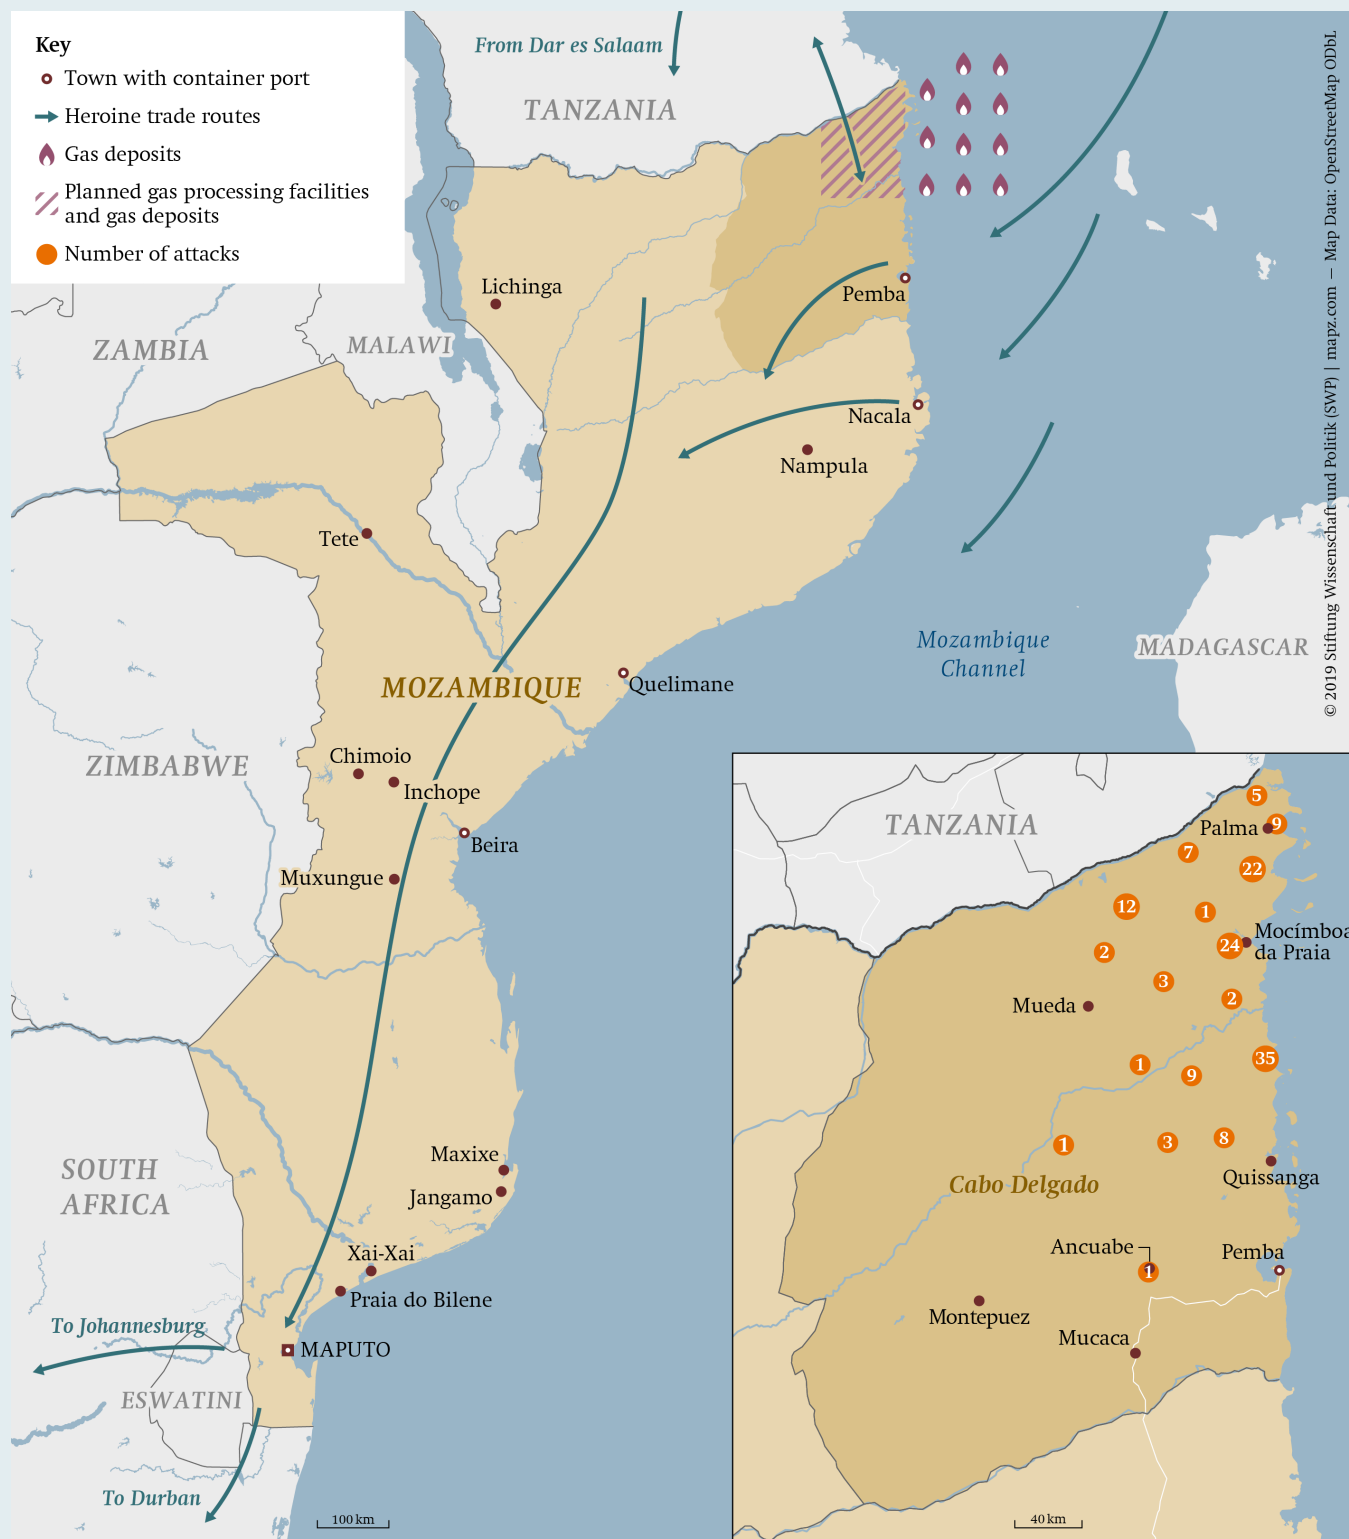 Key
Town with container port
Heroine trade routes
Gas deposits
Planned gas processing facilities
and gas deposits
Number of attacks
From Dar es Salaam
TANZANIA
ZAMBIA
MALAWI
Lichinga
Pemba
Nacala
Nampula
Tete
MOZAMBIQUE
Quelimane
Mozambique
Channel
MADAGASCAR
ZIMBABWE
Chimoio
Inchope
Beira
Muxungue
SOUTH
AFRICA
Maxixe
Jangamo
Xai-Xai
Praia do Bilene
To Johannesburg
MAPUTO
ESWATINI
To Durban
100 km
© 2019 Stiftung Wissenschaft und Politik (SWP) | mapz.com – Map Data: OpenStreetMap ODbL
TANZANIA
5
Palma
9
7
22
12
1
Mocímboa
da Praia
24
2
3
2
Mueda
35
1
9
1
3
8
Cabo Delgado
Quissanga
Ancuabe
1
Pemba
Montepuez
Mucaca
40 km